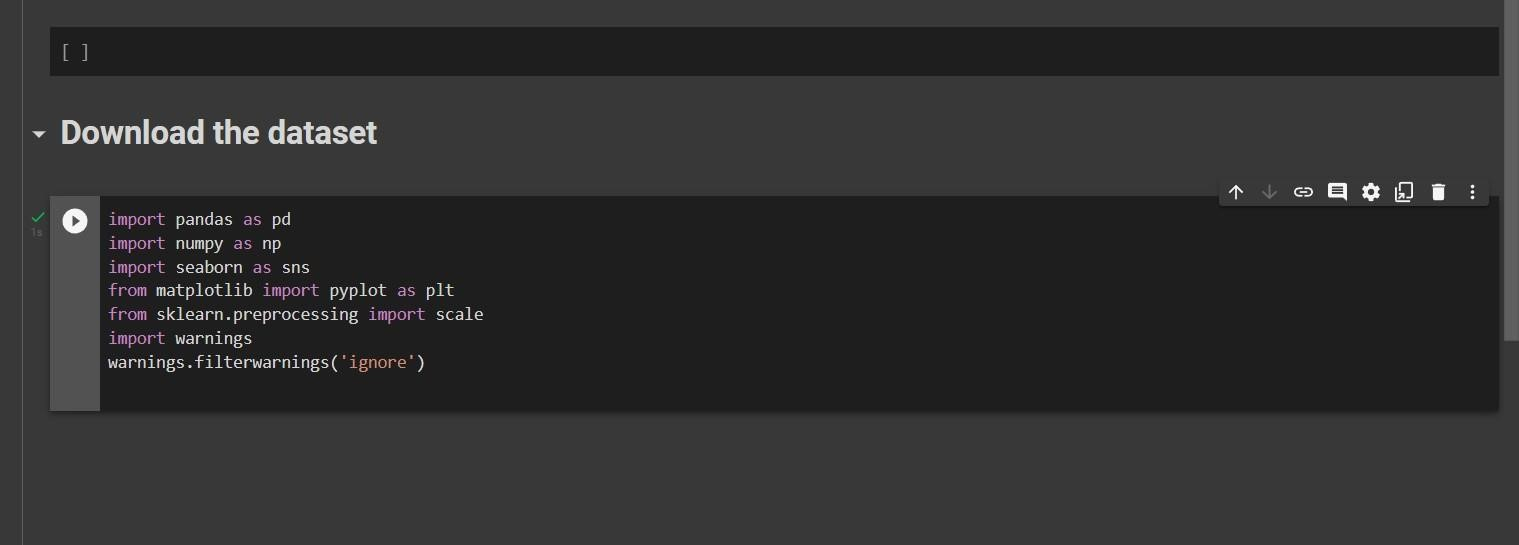 [ ]
Download the dataset
1s
import pandas as pd
import numpy as np
import seaborn as sns
from matplotlib import pyplot as plt
from sklearn.preprocessing import scale
import warnings
warnings.filterwarnings('ignore')